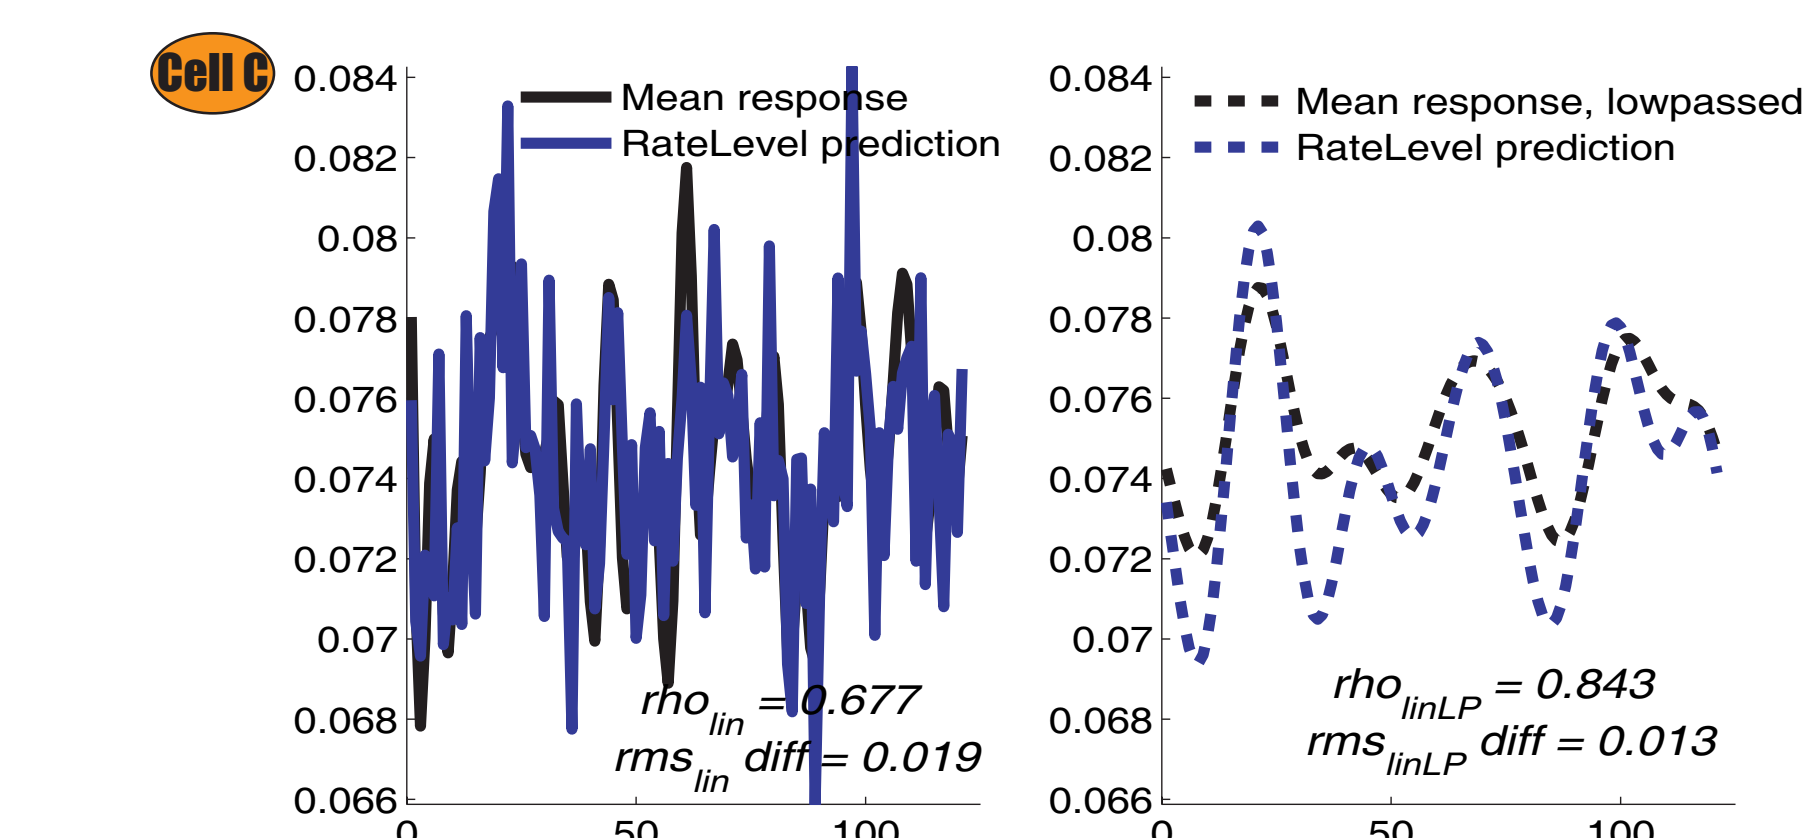 Cell C
0.084
0.082
0.08
0.078
0.076
0.074
0.072
0.07
0.068
0.066
0
50
100
Mean response
RateLevel prediction
rho_lin = 0.677
rms_lin diff = 0.019
0.084
0.082
0.08
0.078
0.076
0.074
0.072
0.07
0.068
0.066
0
50
100
Mean response, lowpassed
RateLevel prediction
rho_linLP = 0.843
rms_linLP diff = 0.013